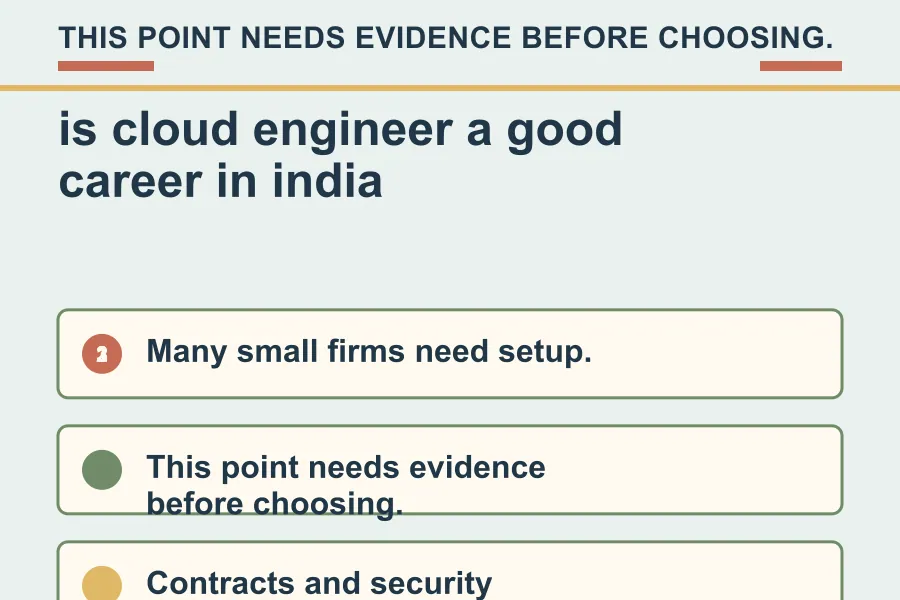 THIS POINT NEEDS EVIDENCE BEFORE CHOOSING.
is cloud engineer a good
career in india
Many small firms need setup.
This point needs evidence
before choosing.
Contracts and security